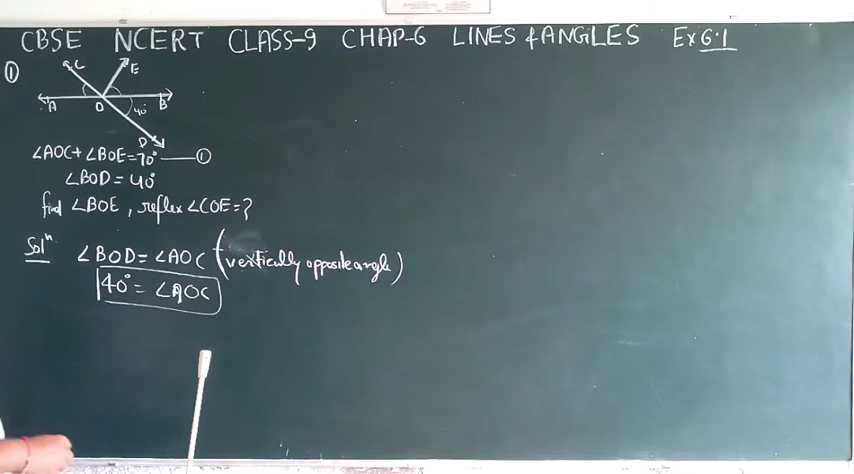 CBSE NCERT CLASS-9 CHAP-6 LINES & ANGLES Ex 6.1
①
C
E
A
O
40°
B
D
∠AOC + ∠BOE = 70° —— ①
∠BOD = 40°
find ∠BOE, reflex ∠COE = ?
Solⁿ
∠BOD = ∠AOC (vertically opposite angle)
40° = ∠AOC